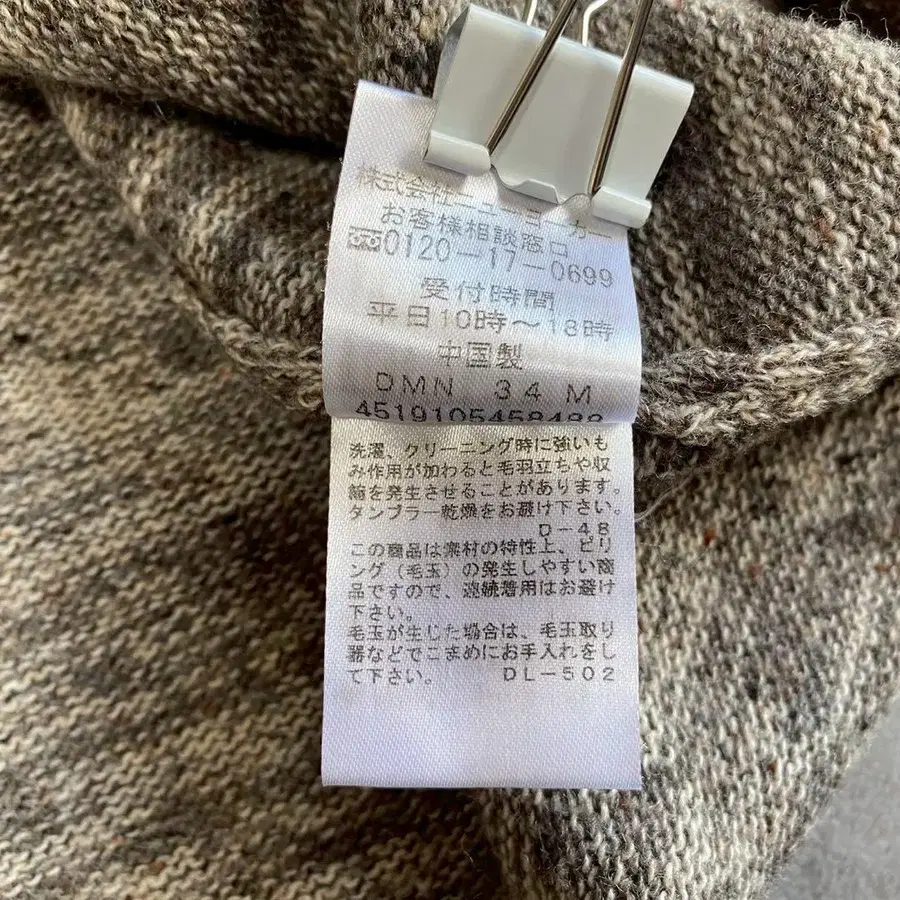 株式会社ニューヨーカー
お客様相談窓口
0120-17-0699
受付時間
平日10時~18時
中国製
DMN 34 M
4519105458488
洗濯、クリーニング時に強いも
み作用が加わると毛羽立ちや収
縮を発生させることがあります。
タンブラー乾燥をお避け下さい。
D-48
この商品は素材の特性上、ピリ
ング(毛玉)の発生しやすい商
品ですので、連続着用はお避け
下さい。
毛玉が生じた場合は、毛玉取り
器などでこまめにお手入れをし
て下さい。 DL-502